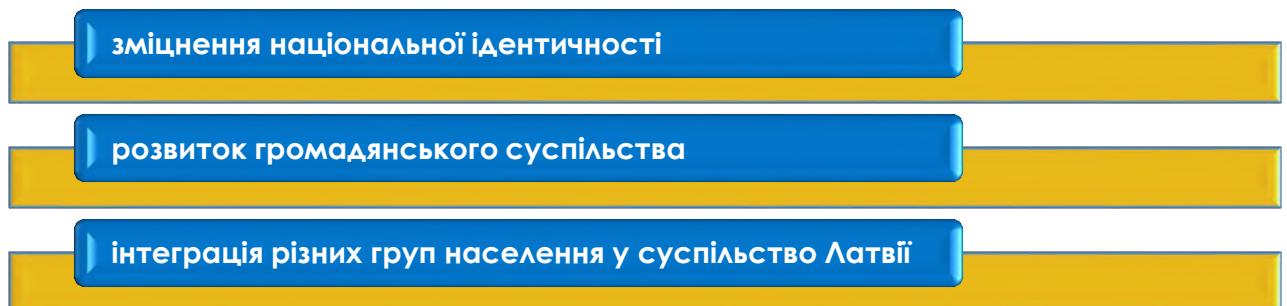 зміцнення національної ідентичності
розвиток громадянського суспільства
інтеграція різних груп населення у суспільство Латвії